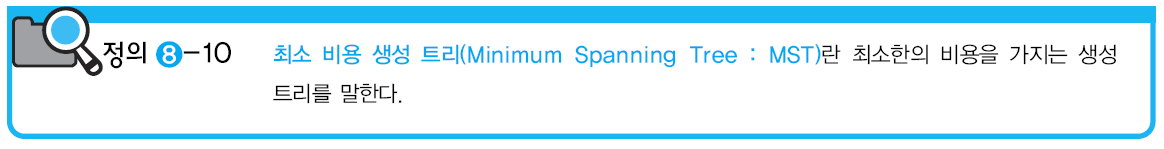 정의 8-10 최소 비용 생성 트리(Minimum Spanning Tree : MST)란 최소한의 비용을 가지는 생성
트리를 말한다.